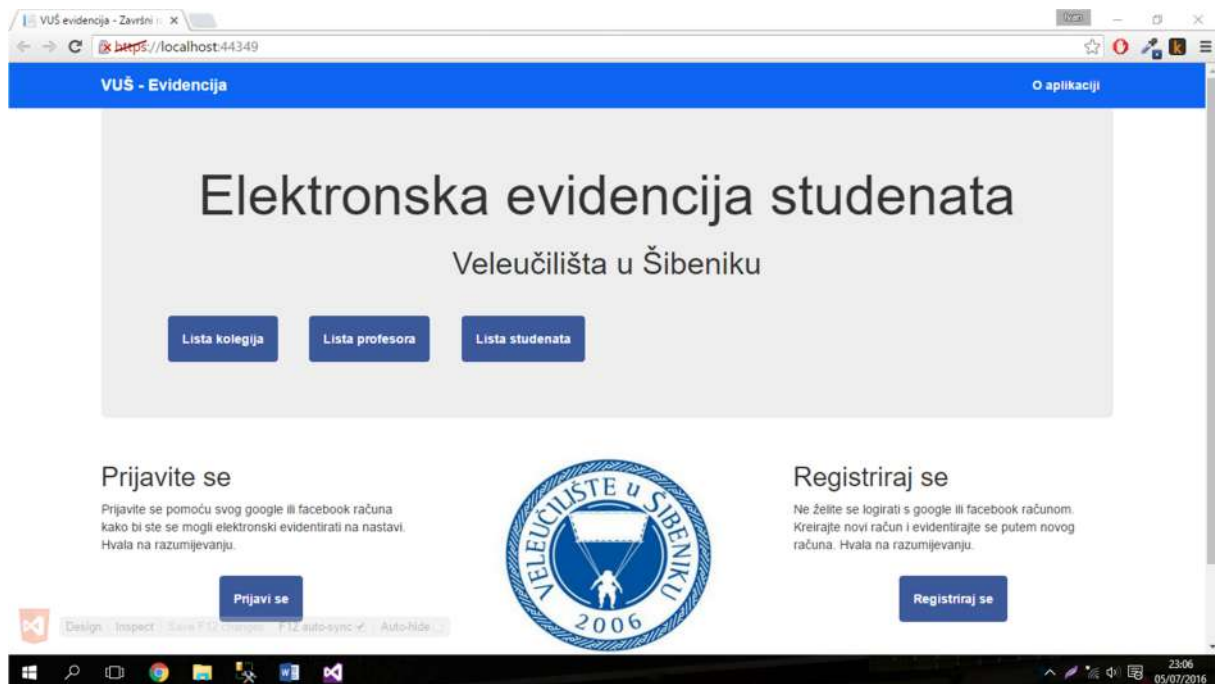 VUŠ evidencija - Završni
Ivan
https://localhost:44349
VUŠ - Evidencija
O aplikaciji
Elektronska evidencija studenata
Veleučilišta u Šibeniku
Lista kolegija
Lista profesora
Lista studenata
Prijavite se
Prijavite se pomoću svog google ili facebook računa
kako bi ste se mogli elektronski evidentirati na nastavi.
Hvala na razumijevanju.
Prijavi se
VELEUČILIŠTE U ŠIBENIKU
2006
Registriraj se
Ne želite se logirati s google ili facebook računom.
Kreirajte novi račun i evidentirajte se putem novog
računa. Hvala na razumijevanju.
Registriraj se
Design Inspect Save F12 changes F12 auto-sync Auto-hide
23:06
05/07/2016